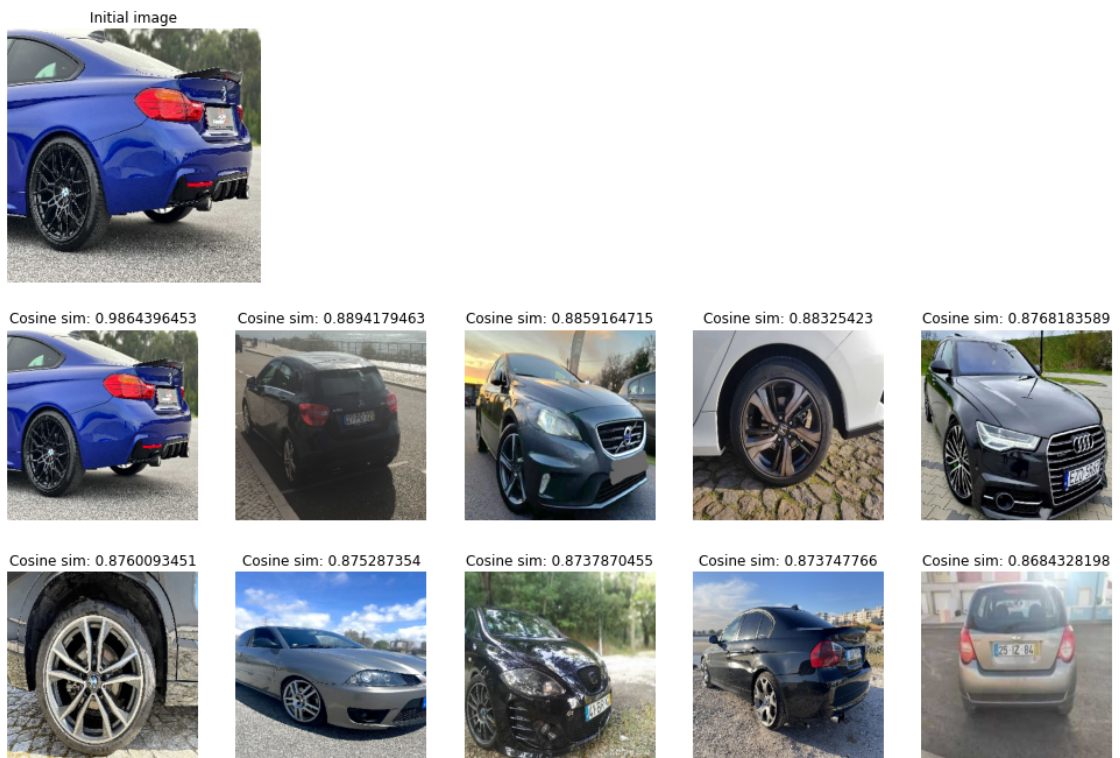 Initial image
Cosine sim: 0.9864396453
Cosine sim: 0.8894179463
Cosine sim: 0.8859164715
Cosine sim: 0.88325423
Cosine sim: 0.8768183589
Cosine sim: 0.8760093451
Cosine sim: 0.875287354
Cosine sim: 0.8737870455
Cosine sim: 0.873747766
Cosine sim: 0.8684328198
25 IZ 84